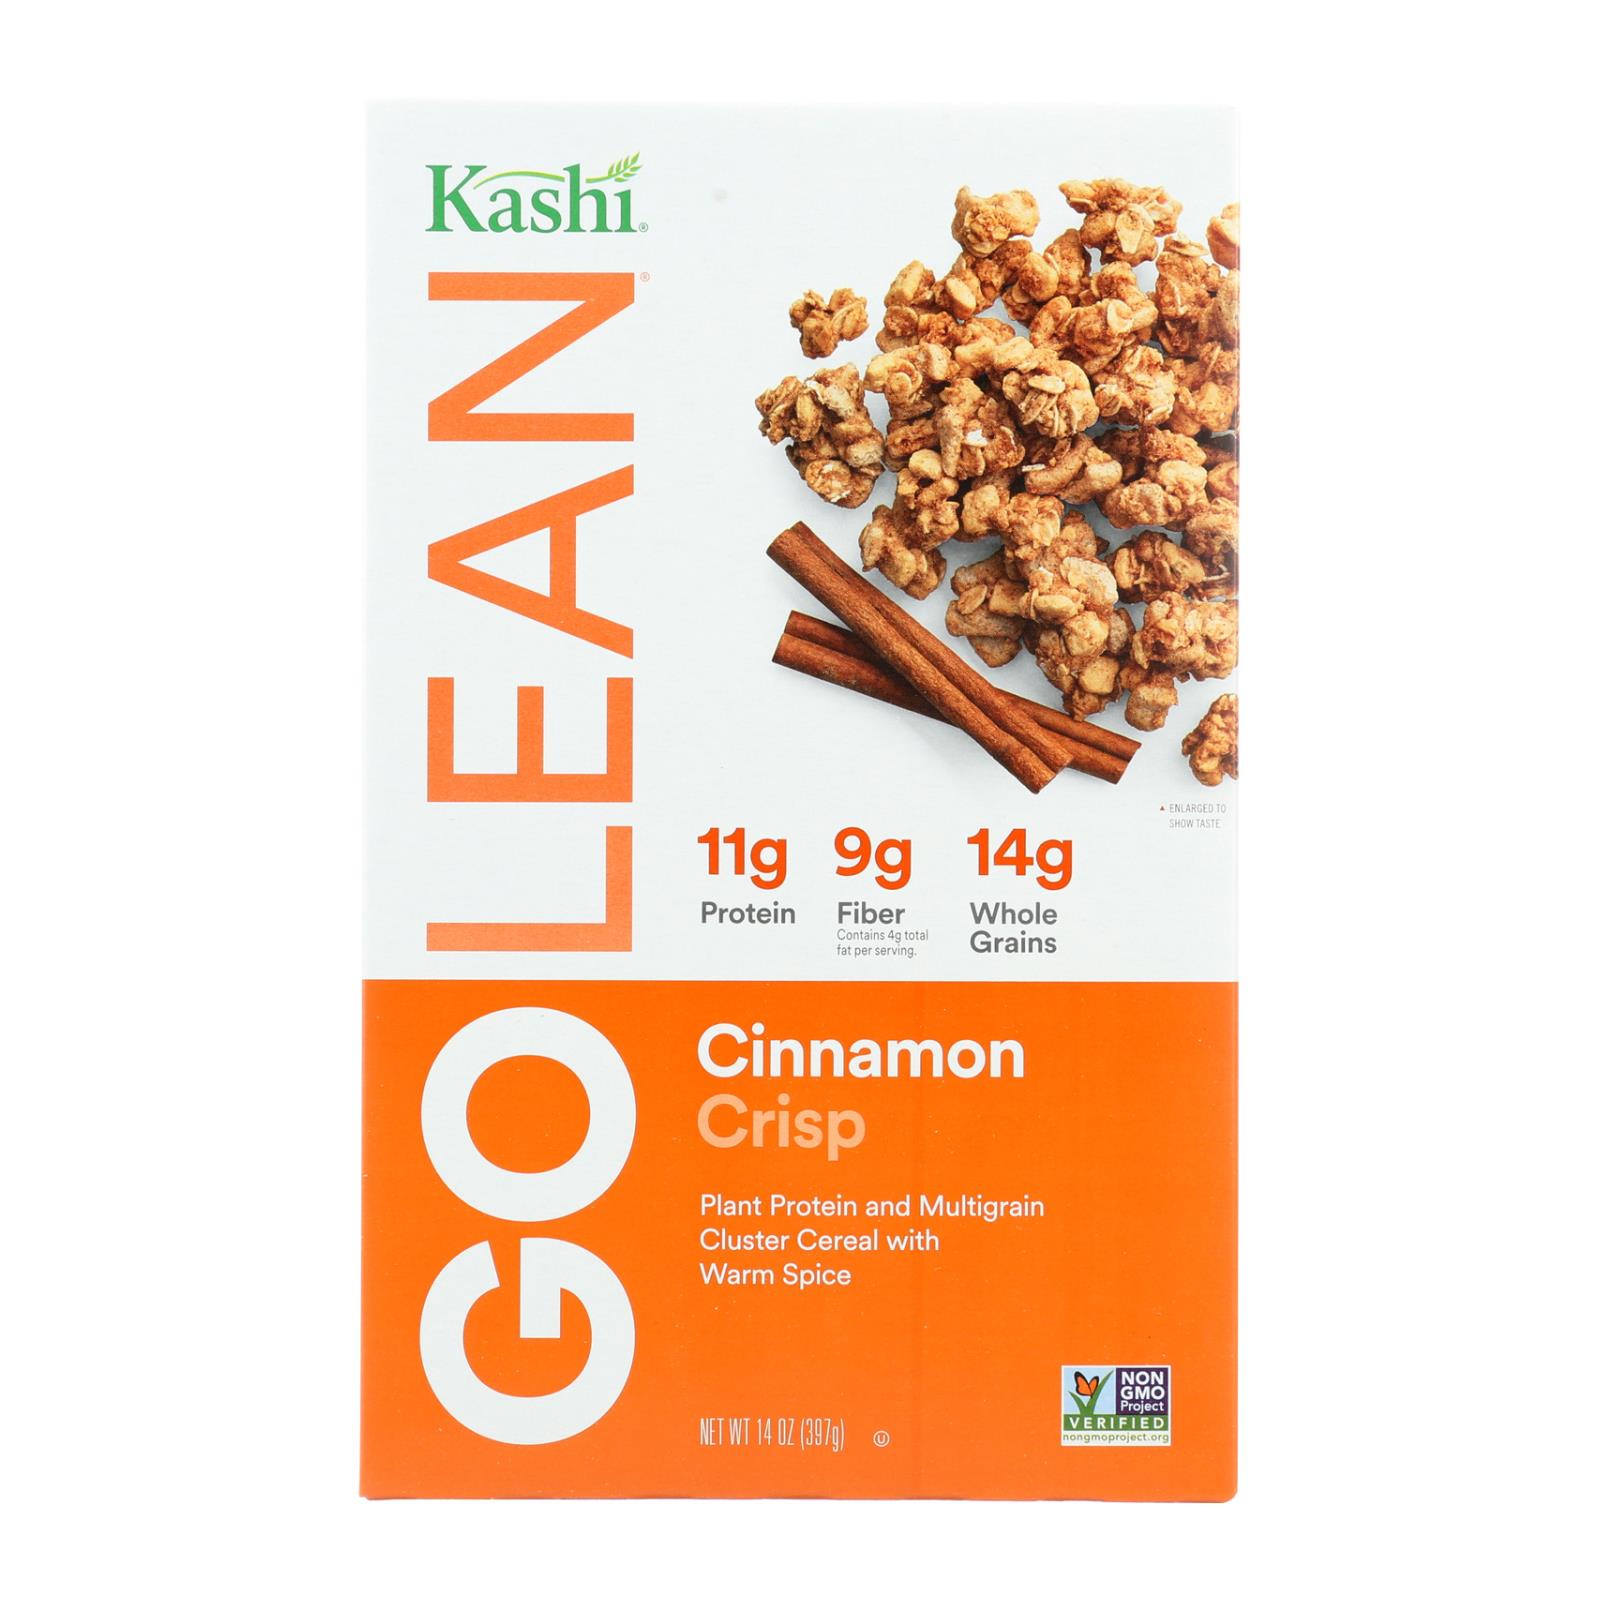 Kashi®
GOLEAN®
▲ ENLARGED TO
SHOW TASTE
11g
Protein
9g
Fiber
Contains 4g total
fat per serving.
14g
Whole
Grains
Cinnamon
Crisp
Plant Protein and Multigrain
Cluster Cereal with
Warm Spice
NET WT 14 OZ (397g)
U
NON
GMO
Project
VERIFIED
nongmoproject.org